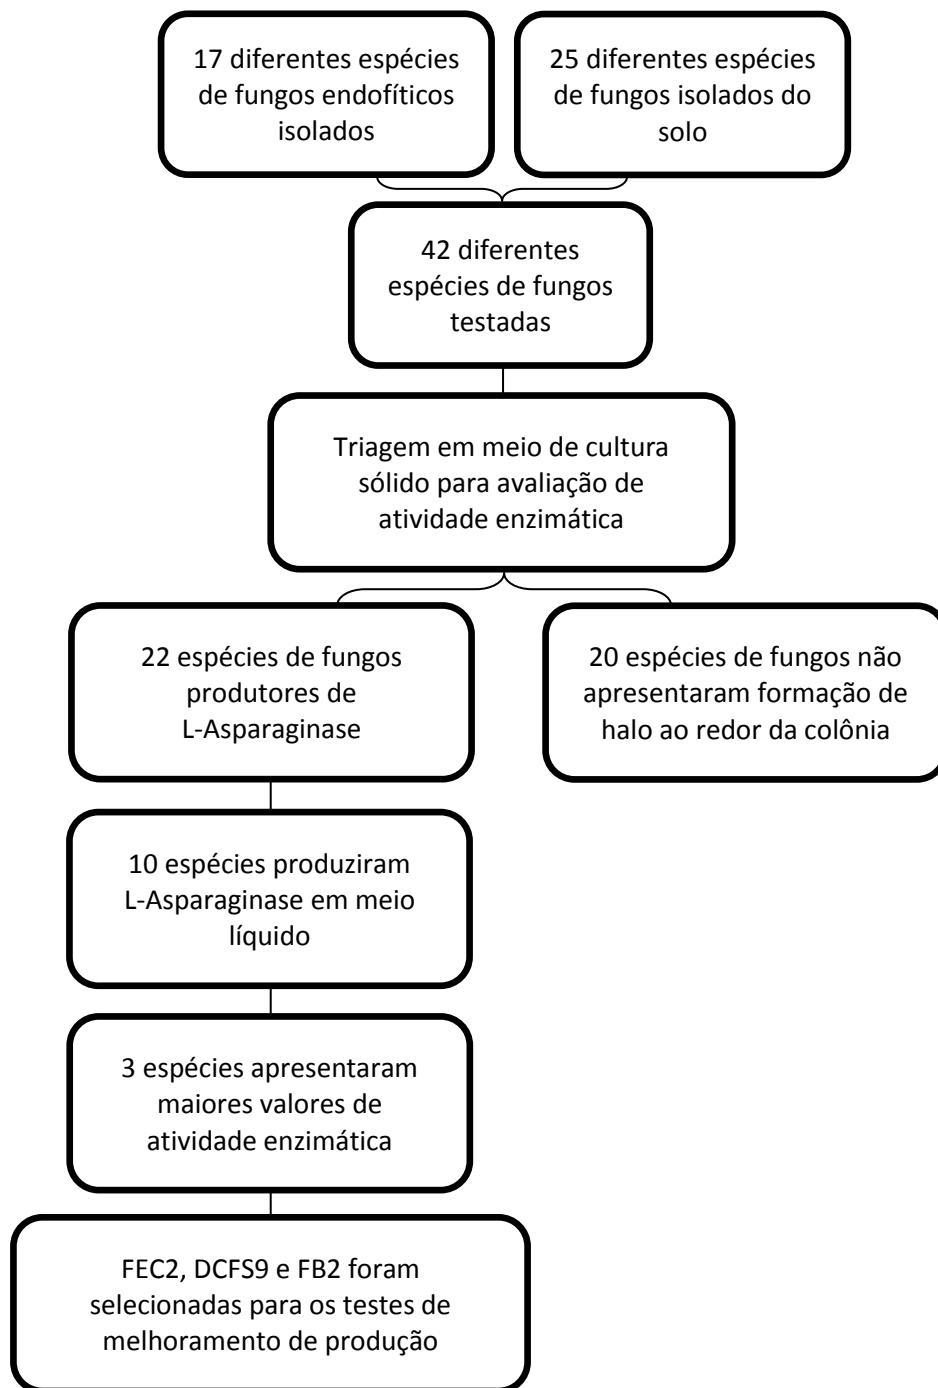 17 diferentes espécies
de fungos endofíticos
isolados
25 diferentes espécies
de fungos isolados do
solo
42 diferentes
espécies de fungos
testadas
Triagem em meio de cultura
sólido para avaliação de
atividade enzimática
22 espécies de fungos
produtores de
L-Asparaginase
20 espécies de fungos não
apresentaram formação de
halo ao redor da colônia
10 espécies produziram
L-Asparaginase em meio
líquido
3 espécies apresentaram
maiores valores de
atividade enzimática
FEC2, DCFS9 e FB2 foram
selecionadas para os testes de
melhoramento de produção